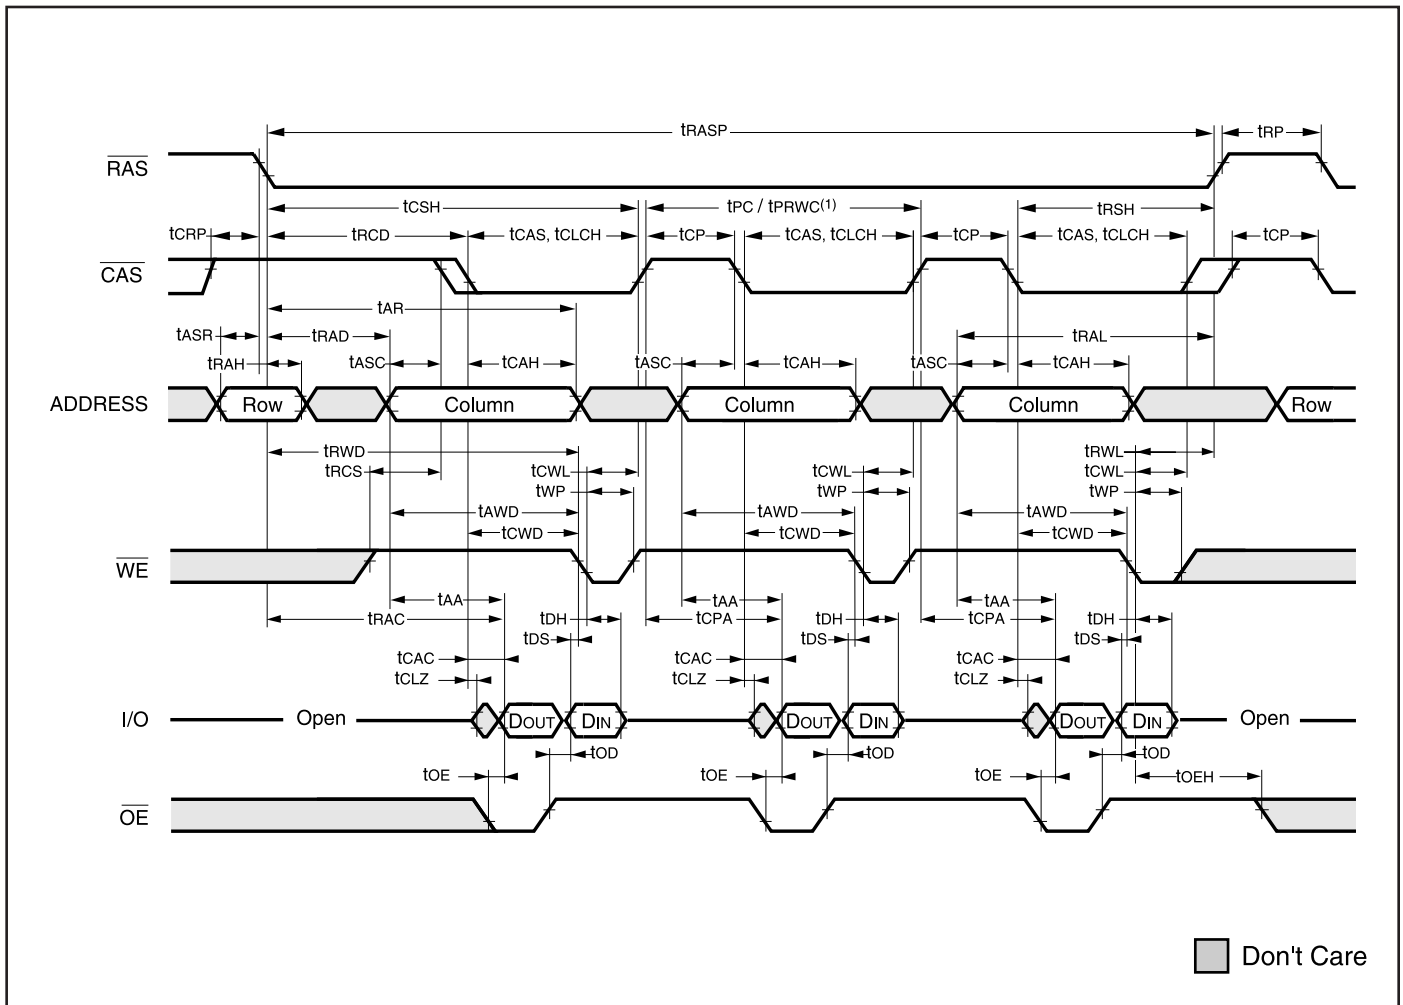 tRASP tRP
RAS
tCSH tPC / tPRWC(1) tRSH
tCRP tRCD tCAS, tCLCH tCP tCAS, tCLCH tCP tCAS, tCLCH tCP
CAS
tAR
tASR tRAD tRAL
tRAH tASC tCAH tASC tCAH tASC tCAH
ADDRESS Row Column Column Column Row
tRWD tRWL
tRCS tCWL tCWL tCWL
tWP tWP tWP
tAWD tAWD tAWD
tCWD tCWD tCWD
WE
tAA tAA tAA
tRAC tDH tCPA tDH tCPA tDH
tDS tDS tDS
tCAC tCAC tCAC
tCLZ tCLZ tCLZ
I/O Open DOUT DIN DOUT DIN DOUT DIN Open
tOD tOD tOD
tOE tOE tOE tOEH
OE
Don't Care